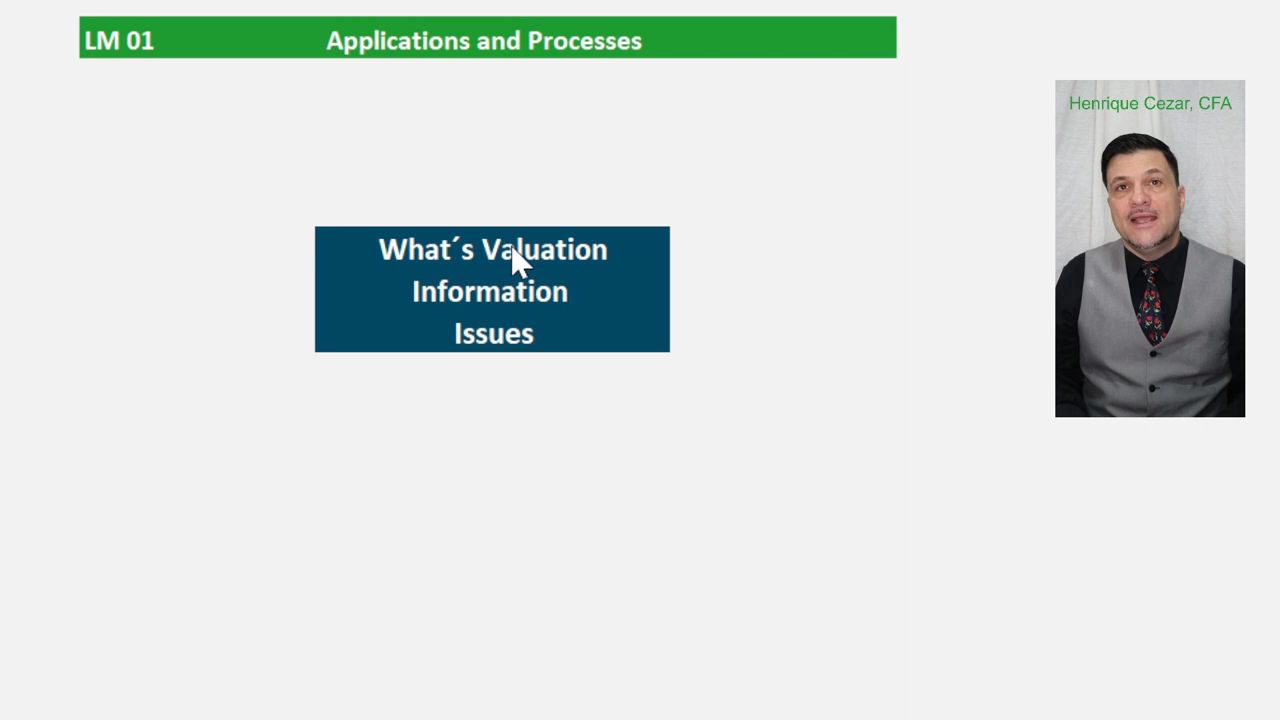 LM 01 Applications and Processes
Henrique Cezar, CFA
What´s Valuation
Information
Issues